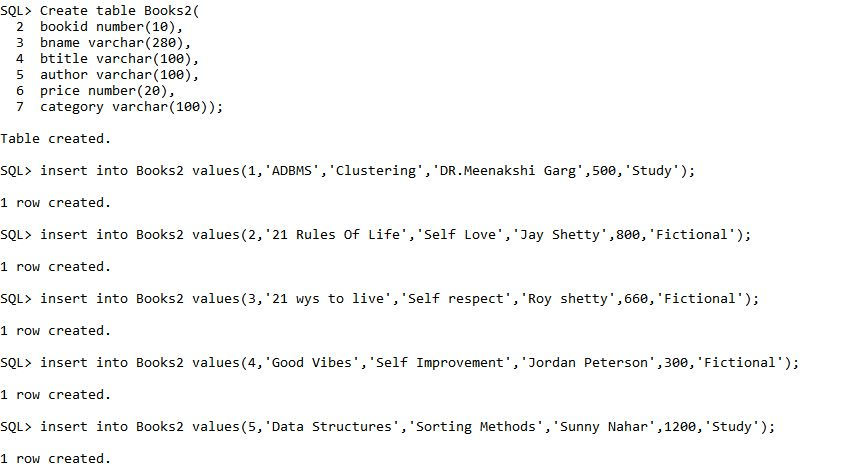 SQL> Create table Books2(
  2  bookid number(10),
  3  bname varchar(280),
  4  btitle varchar(100),
  5  author varchar(100),
  6  price number(20),
  7  category varchar(100));
Table created.
SQL> insert into Books2 values(1,'ADBMS','Clustering','DR.Meenakshi Garg',500,'Study');
1 row created.
SQL> insert into Books2 values(2,'21 Rules Of Life','Self Love','Jay Shetty',800,'Fictional');
1 row created.
SQL> insert into Books2 values(3,'21 wys to live','Self respect','Roy shetty',660,'Fictional');
1 row created.
SQL> insert into Books2 values(4,'Good Vibes','Self Improvement','Jordan Peterson',300,'Fictional');
1 row created.
SQL> insert into Books2 values(5,'Data Structures','Sorting Methods','Sunny Nahar',1200,'Study');
1 row created.